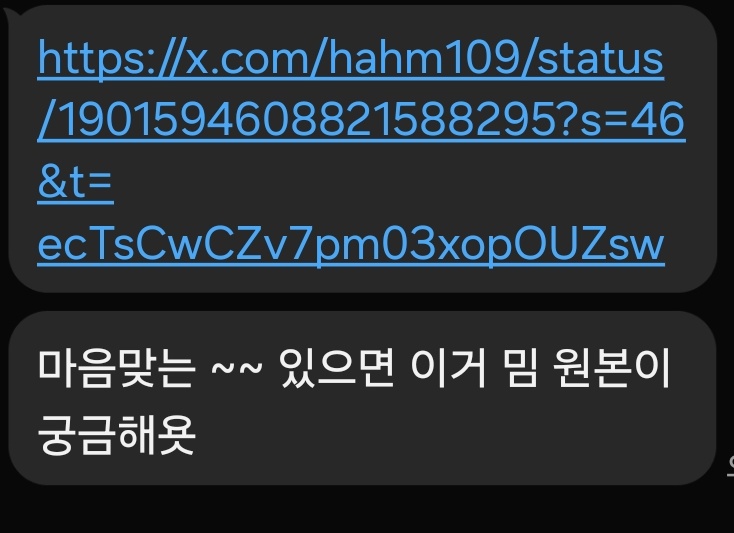 https://x.com/hahm109/status
/1901594608821588295?s=46
&t=
ecTsCwCZv7pm03xopOUZsw
마음맞는 ~~ 있으면 이거 밈 원본이
궁금해욧